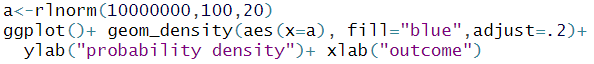 a<-rlnorm(10000000,100,20)
ggplot()+ geom_density(aes(x=a), fill="blue",adjust=.2)+
ylab("probability density")+ xlab("outcome")